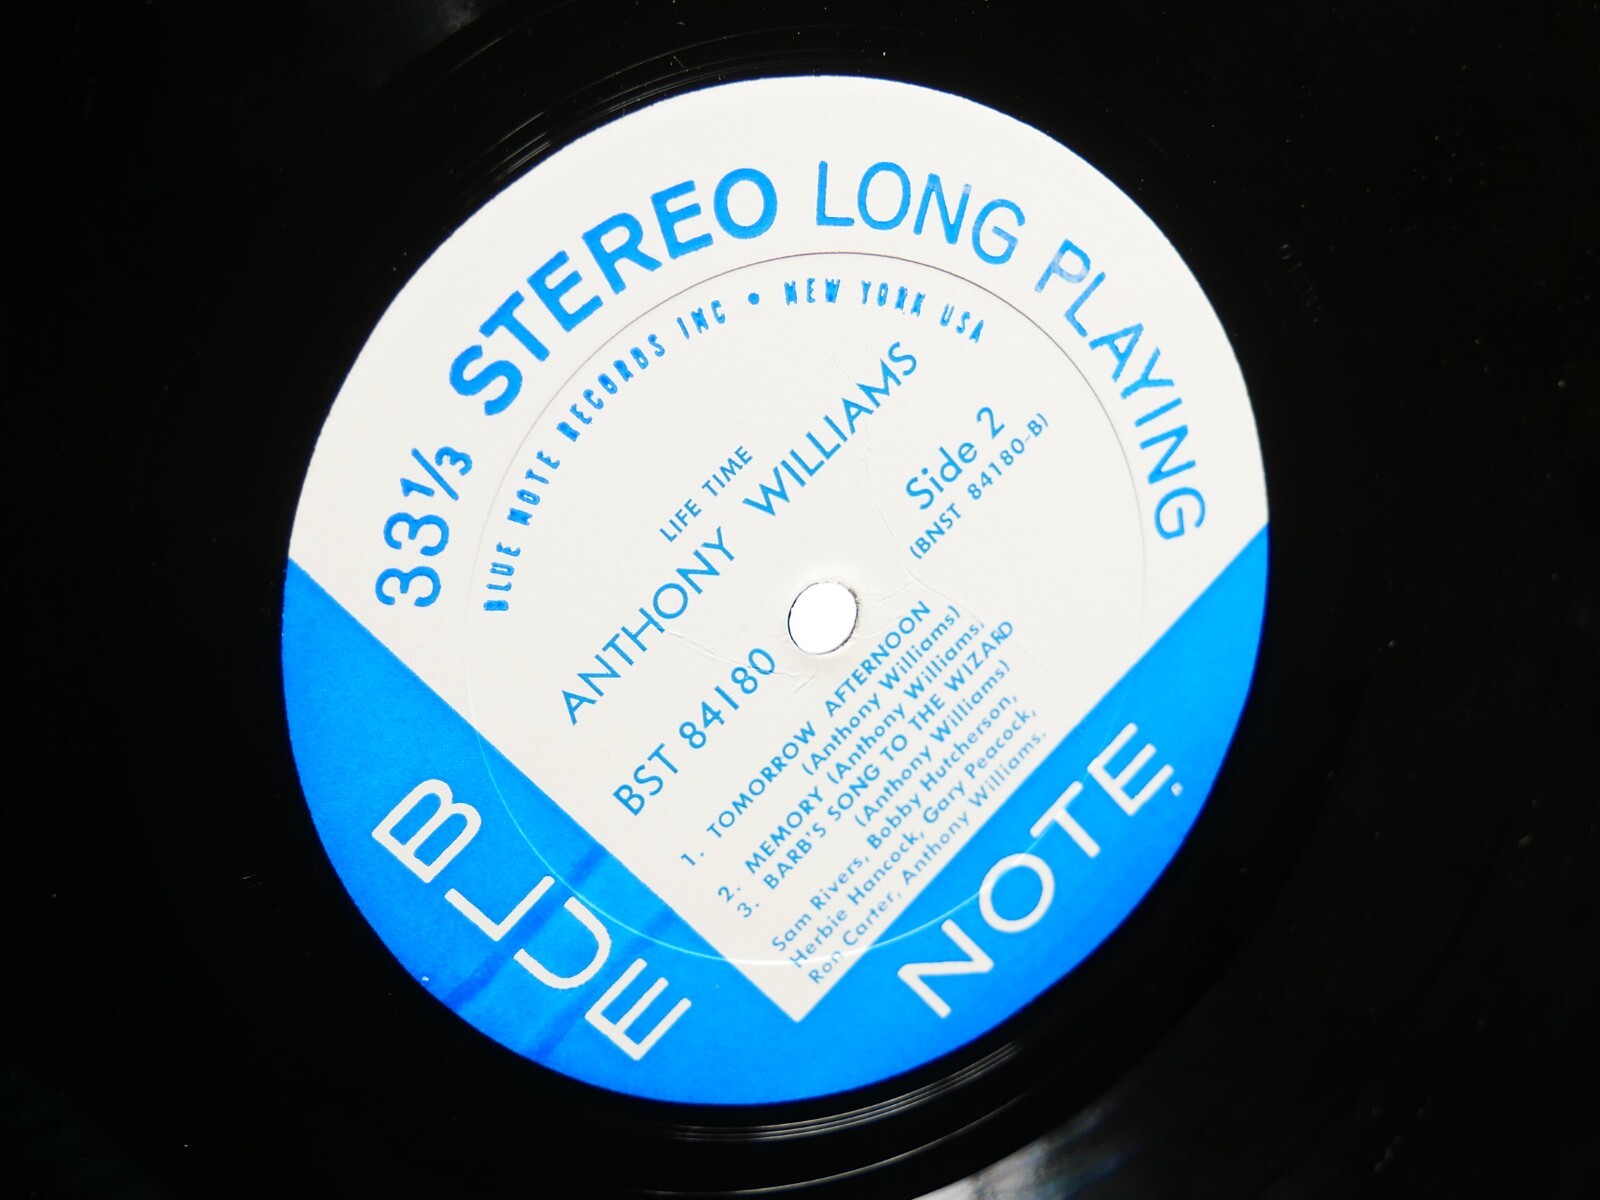 33⅓ STEREO LONG PLAYING
BLUE NOTE RECORDS INC • NEW YORK USA
LIFE TIME
ANTHONY WILLIAMS
BST 84180
Side 2
(BNST 84180-B)
1. TOMORROW AFTERNOON
(Anthony Williams)
2. MEMORY (Anthony Williams)
3. BARB'S SONG TO THE WIZARD
(Anthony Williams)
Sam Rivers, Bobby Hutcherson,
Herbie Hancock, Gary Peacock,
Ron Carter, Anthony Williams.
BLUE
NOTE